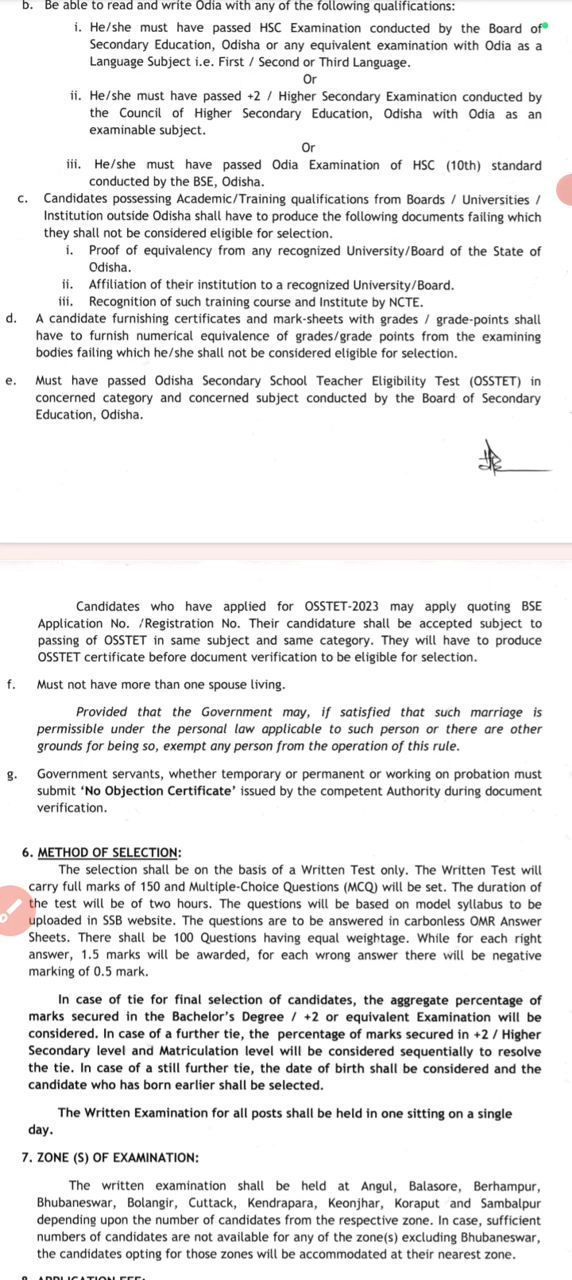 b. Be able to read and write Odia with any of the following qualifications:
i. He/she must have passed HSC Examination conducted by the Board of
Secondary Education, Odisha or any equivalent examination with Odia as a
Language Subject i.e. First / Second or Third Language.
Or
ii. He/she must have passed +2 / Higher Secondary Examination conducted by
the Council of Higher Secondary Education, Odisha with Odia as an
examinable subject.
Or
iii. He/she must have passed Odia Examination of HSC (10th) standard
conducted by the BSE, Odisha.
c. Candidates possessing Academic/Training qualifications from Boards / Universities /
Institution outside Odisha shall have to produce the following documents failing which
they shall not be considered eligible for selection.
i. Proof of equivalency from any recognized University/Board of the State of
Odisha.
ii. Affiliation of their institution to a recognized University/Board.
iii. Recognition of such training course and Institute by NCTE.
d. A candidate furnishing certificates and mark-sheets with grades / grade-points shall
have to furnish numerical equivalence of grades/grade points from the examining
bodies failing which he/she shall not be considered eligible for selection.
e. Must have passed Odisha Secondary School Teacher Eligibility Test (OSSTET) in
concerned category and concerned subject conducted by the Board of Secondary
Education, Odisha.
Candidates who have applied for OSSTET-2023 may apply quoting BSE
Application No. /Registration No. Their candidature shall be accepted subject to
passing of OSSTET in same subject and same category. They will have to produce
OSSTET certificate before document verification to be eligible for selection.
f. Must not have more than one spouse living.
Provided that the Government may, if satisfied that such marriage is
permissible under the personal law applicable to such person or there are other
grounds for being so, exempt any person from the operation of this rule.
g. Government servants, whether temporary or permanent or working on probation must
submit ‘No Objection Certificate’ issued by the competent Authority during document
verification.
6. METHOD OF SELECTION:
The selection shall be on the basis of a Written Test only. The Written Test will
carry full marks of 150 and Multiple-Choice Questions (MCQ) will be set. The duration of
the test will be of two hours. The questions will be based on model syllabus to be
uploaded in SSB website. The questions are to be answered in carbonless OMR Answer
Sheets. There shall be 100 Questions having equal weightage. While for each right
answer, 1.5 marks will be awarded, for each wrong answer there will be negative
marking of 0.5 mark.
In case of tie for final selection of candidates, the aggregate percentage of
marks secured in the Bachelor’s Degree / +2 or equivalent Examination will be
considered. In case of a further tie, the percentage of marks secured in +2 / Higher
Secondary level and Matriculation level will be considered sequentially to resolve
the tie. In case of a still further tie, the date of birth shall be considered and the
candidate who has born earlier shall be selected.
The Written Examination for all posts shall be held in one sitting on a single
day.
7. ZONE (S) OF EXAMINATION:
The written examination shall be held at Angul, Balasore, Berhampur,
Bhubaneswar, Bolangir, Cuttack, Kendrapara, Keonjhar, Koraput and Sambalpur
depending upon the number of candidates from the respective zone. In case, sufficient
numbers of candidates are not available for any of the zone(s) excluding Bhubaneswar,
the candidates opting for those zones will be accommodated at their nearest zone.
8. APPLICATION FEE: